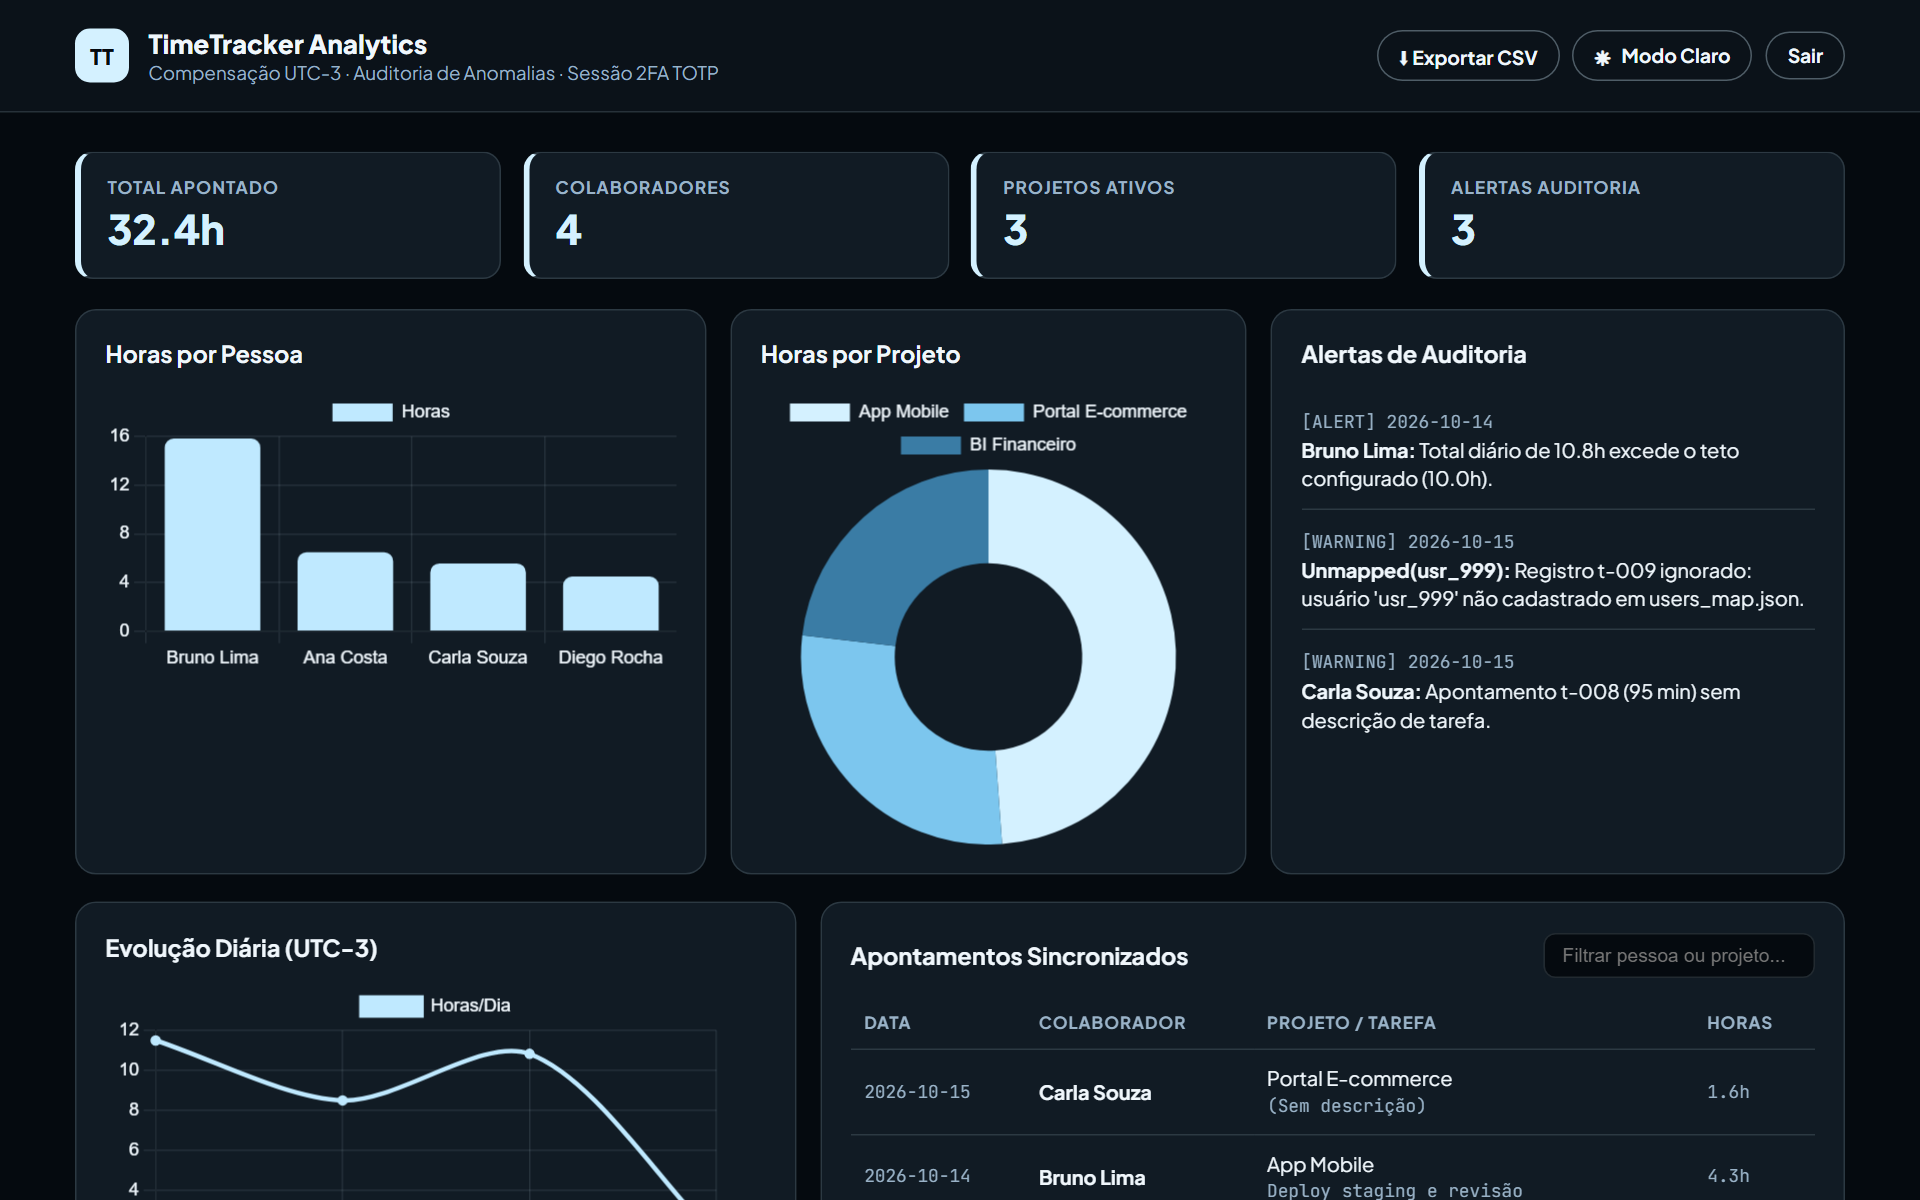 TT
TimeTracker Analytics
Compensação UTC-3 · Auditoria de Anomalias · Sessão 2FA TOTP
⬇ Exportar CSV
Modo Claro
Sair
TOTAL APONTADO
32.4h
COLABORADORES
4
PROJETOS ATIVOS
3
ALERTAS AUDITORIA
3
Horas por Pessoa
Horas
16
12
8
4
0
Bruno Lima
Ana Costa
Carla Souza
Diego Rocha
Horas por Projeto
App Mobile
Portal E-commerce
BI Financeiro
Alertas de Auditoria
[ALERT] 2026-10-14
Bruno Lima: Total diário de 10.8h excede o teto
configurado (10.0h).
[WARNING] 2026-10-15
Unmapped(usr_999): Registro t-009 ignorado:
usuário 'usr_999' não cadastrado em users_map.json.
[WARNING] 2026-10-15
Carla Souza: Apontamento t-008 (95 min) sem
descrição de tarefa.
Evolução Diária (UTC-3)
Horas/Dia
12
10
8
6
4
Apontamentos Sincronizados
Filtrar pessoa ou projeto...
DATA
COLABORADOR
PROJETO / TAREFA
HORAS
2026-10-15
Carla Souza
Portal E-commerce
(Sem descrição)
1.6h
2026-10-14
Bruno Lima
App Mobile
Deploy staging e revisão
4.3h